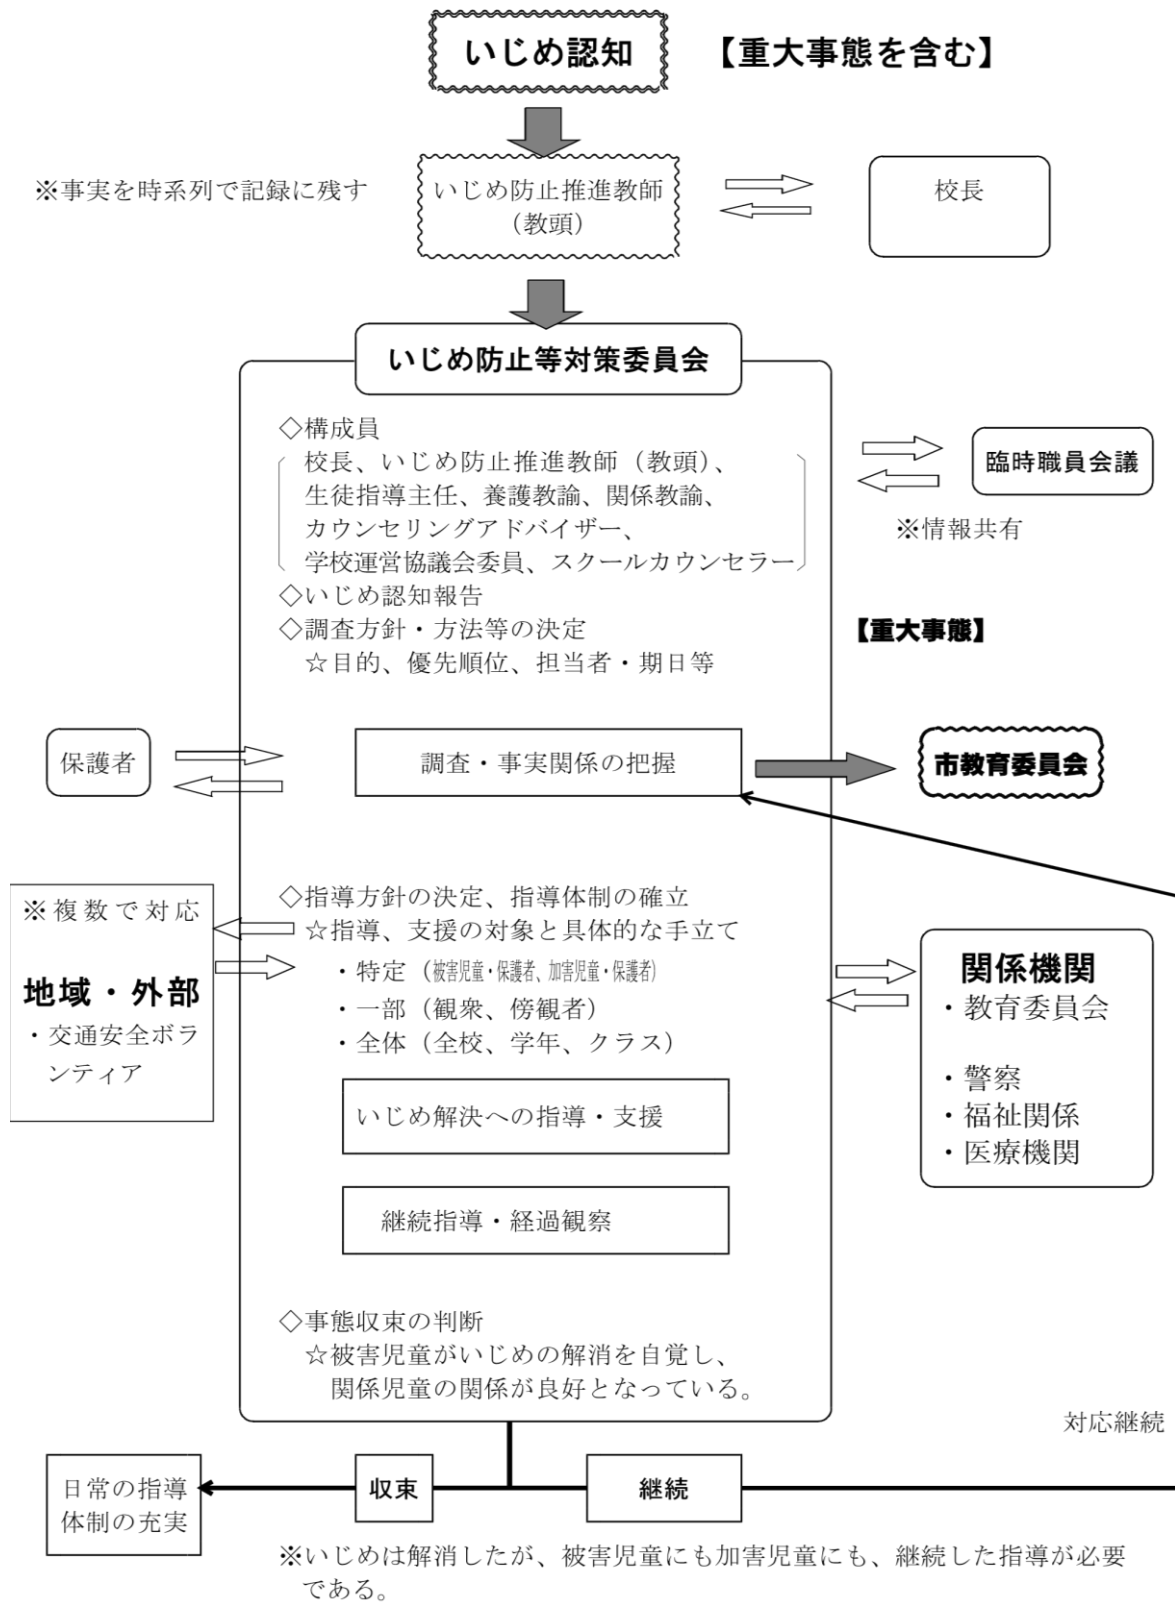 いじめ認知
【重大事態を含む】
※事実を時系列で記録に残す
いじめ防止推進教師
（教頭）
校長
いじめ防止等対策委員会
◇構成員
校長、いじめ防止推進教師（教頭）、
生徒指導主任、養護教諭、関係教諭、
カウンセリングアドバイザー、
学校運営協議会委員、スクールカウンセラー
臨時職員会議
※情報共有
◇いじめ認知報告
◇調査方針・方法等の決定
☆目的、優先順位、担当者・期日等
【重大事態】
保護者
調査・事実関係の把握
市教育委員会
※複数で対応
地域・外部
・交通安全ボラ
ンティア
◇指導方針の決定、指導体制の確立
☆指導、支援の対象と具体的な手立て
・特定（被害児童・保護者、加害児童・保護者）
・一部（観衆、傍観者）
・全体（全校、学年、クラス）
関係機関
・教育委員会
・警察
・福祉関係
・医療機関
いじめ解決への指導・支援
継続指導・経過観察
◇事態収束の判断
☆被害児童がいじめの解消を自覚し、
関係児童の関係が良好となっている。
対応継続
日常の指導
体制の充実
収束
継続
※いじめは解消したが、被害児童にも加害児童にも、継続した指導が必要
である。